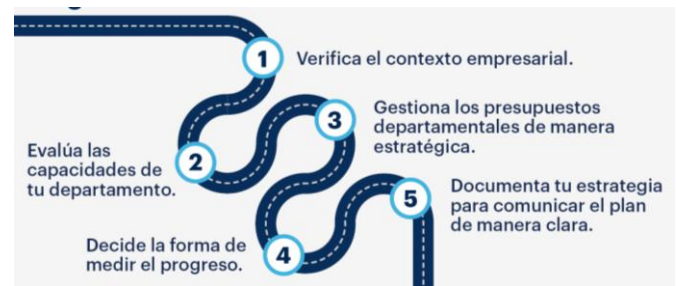 1
Verifica el contexto empresarial.
Evalúa las
capacidades de
tu departamento.
2
3
Gestiona los presupuestos
departamentales de manera
estratégica.
Decide la forma de
medir el progreso.
4
5
Documenta tu estrategia
para comunicar el plan
de manera clara.